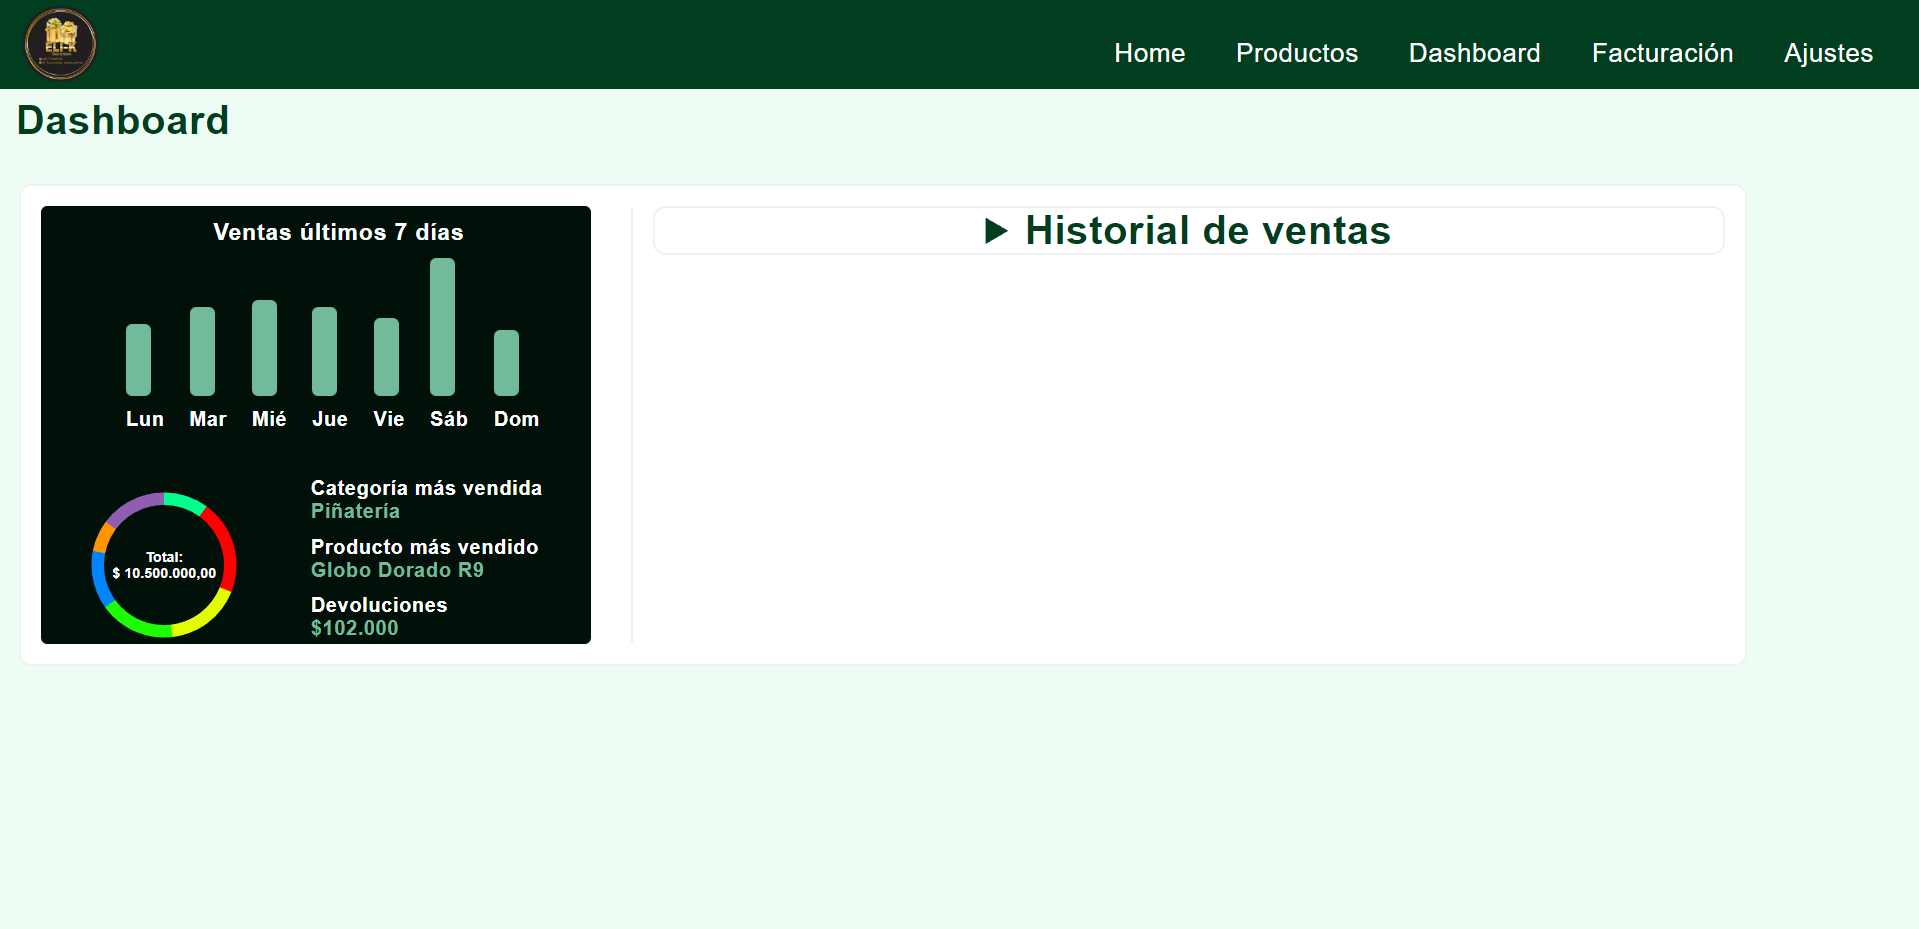 ELI-K
Home
Productos
Dashboard
Facturación
Ajustes
Dashboard
Ventas últimos 7 días
Lun Mar Mié Jue Vie Sáb Dom
Total:
$ 10.500.000,00
Categoría más vendida
Piñatería
Producto más vendido
Globo Dorado R9
Devoluciones
$102.000
Historial de ventas